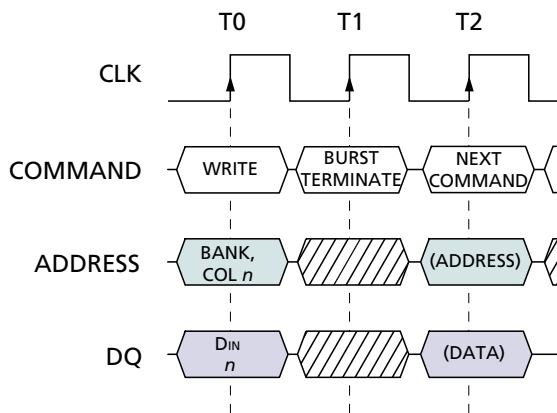 T0 T1 T2
CLK
COMMAND WRITE BURST TERMINATE NEXT COMMAND
ADDRESS BANK, COL n (ADDRESS)
DQ DIN n (DATA)